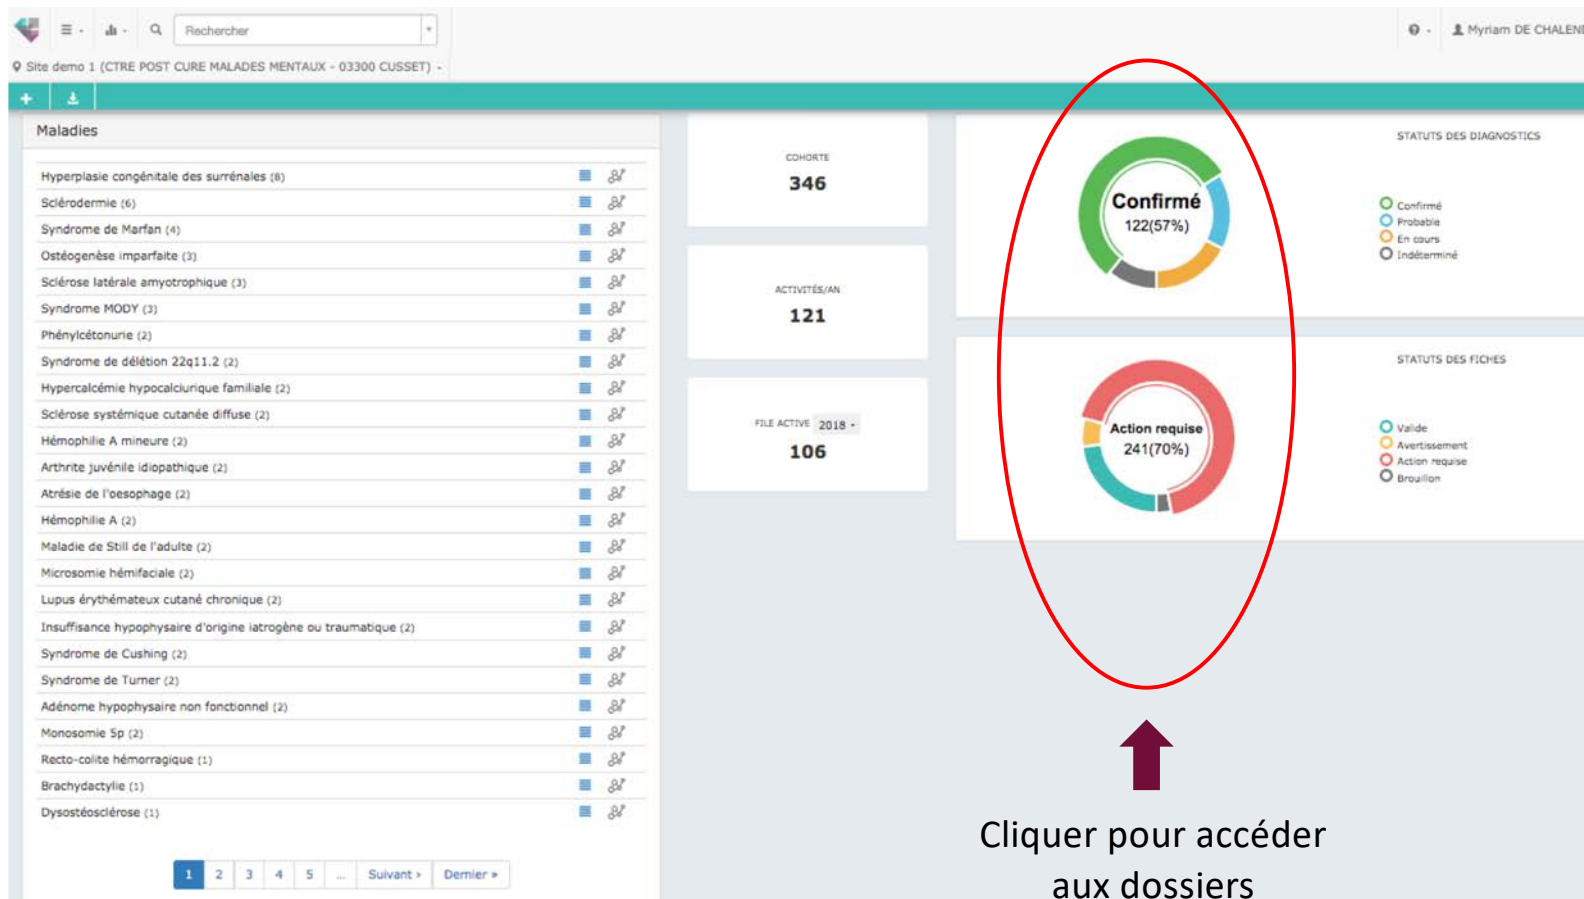 Rechercher
Myriam DE CHALEND
Site demo 1 (CTRE POST CURE MALADES MENTAUX - 03300 CUSSET)
Maladies
Hyperplasie congénitale des surrénales (8)
Sclérodermie (6)
Syndrome de Marfan (4)
Ostéogenèse imparfaite (3)
Sclérose latérale amyotrophique (3)
Syndrome MODY (3)
Phénylcétonurie (2)
Syndrome de délétion 22q11.2 (2)
Hypercalcémie hypocalciurique familiale (2)
Sclérose systémique cutanée diffuse (2)
Hémophilie A mineure (2)
Arthrite juvénile idiopathique (2)
Atrésie de l'oesophage (2)
Hémophilie A (2)
Maladie de Still de l'adulte (2)
Microsomie hémifaciale (2)
Lupus érythémateux cutané chronique (2)
Insuffisance hypophysaire d'origine iatrogène ou traumatique (2)
Syndrome de Cushing (2)
Syndrome de Turner (2)
Adénome hypophysaire non fonctionnel (2)
Monosomie 5p (2)
Recto-colite hémorragique (1)
Brachydactylie (1)
Dysostéosclérose (1)
1 2 3 4 5 ... Suivant › Dernier »
COHORTE
346
ACTIVITÉS/AN
121
FILE ACTIVE 2018
106
STATUTS DES DIAGNOSTICS
Confirmé
122(57%)
Confirmé
Probable
En cours
Indéterminé
STATUTS DES FICHES
Action requise
241(70%)
Valide
Avertissement
Action requise
Brouillon
Cliquer pour accéder
aux dossiers